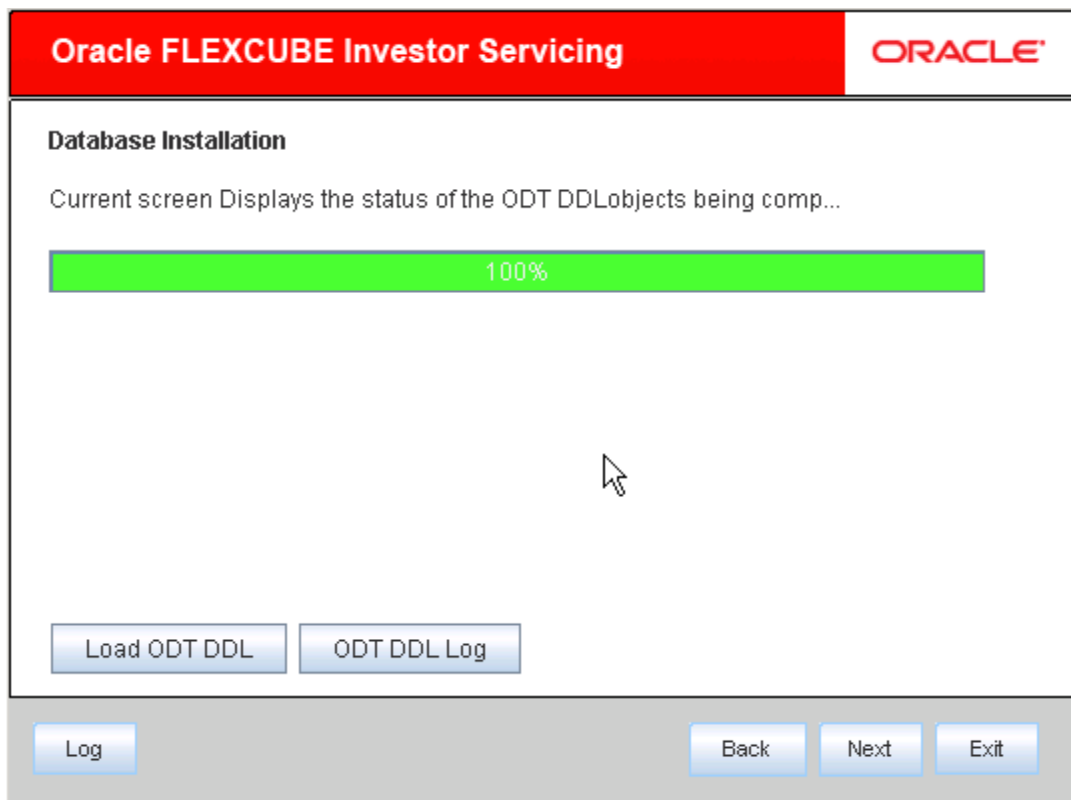 Oracle FLEXCUBE Investor Servicing
ORACLE
Database Installation
Current screen Displays the status of the ODT DDLobjects being comp...
100%
Load ODT DDL
ODT DDL Log
Log
Back
Next
Exit